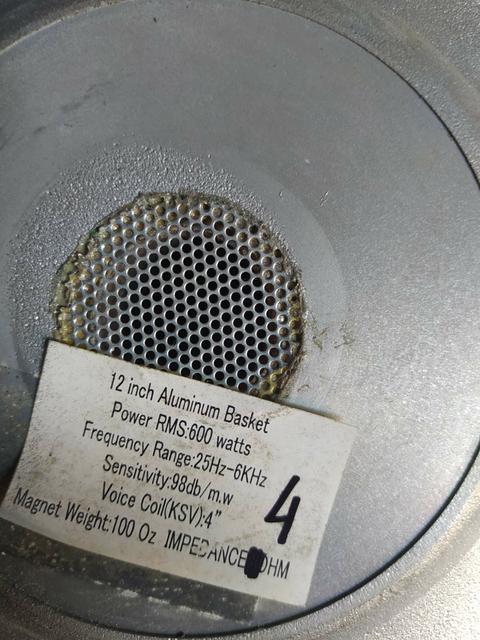 12 inch Aluminum Basket
Power RMS:600 watts
Frequency Range:25Hz-6KHz
Sensitivity:98db/m.w
Voice Coil(KSV):4"
4
Magnet Weight:100 Oz IMPEDANCE OHM